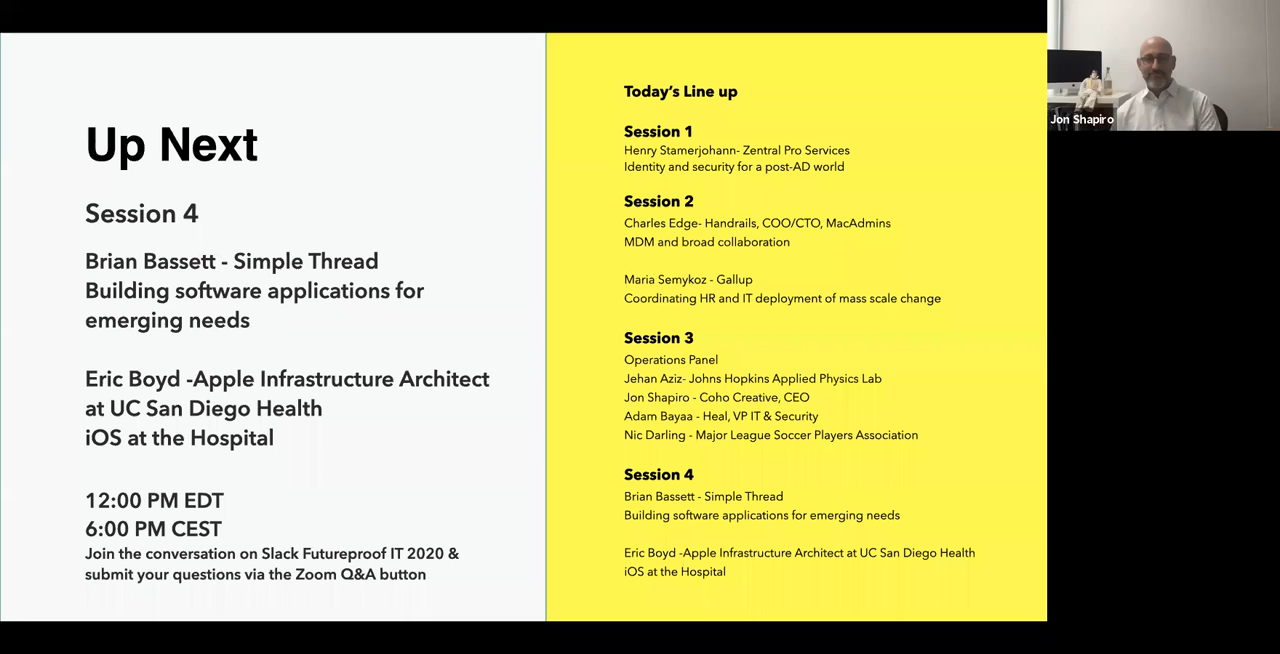 Up Next
Session 4
Brian Bassett - Simple Thread
Building software applications for
emerging needs
Eric Boyd -Apple Infrastructure Architect
at UC San Diego Health
iOS at the Hospital
12:00 PM EDT
6:00 PM CEST
Join the conversation on Slack Futureproof IT 2020 &
submit your questions via the Zoom Q&A button
Today's Line up
Session 1
Henry Stamerjohann- Zentral Pro Services
Identity and security for a post-AD world
Session 2
Charles Edge- Handrails, COO/CTO, MacAdmins
MDM and broad collaboration
Maria Semykoz - Gallup
Coordinating HR and IT deployment of mass scale change
Session 3
Operations Panel
Jehan Aziz- Johns Hopkins Applied Physics Lab
Jon Shapiro - Coho Creative, CEO
Adam Bayaa - Heal, VP IT & Security
Nic Darling - Major League Soccer Players Association
Session 4
Brian Bassett - Simple Thread
Building software applications for emerging needs
Eric Boyd -Apple Infrastructure Architect at UC San Diego Health
iOS at the Hospital
Jon Shapiro